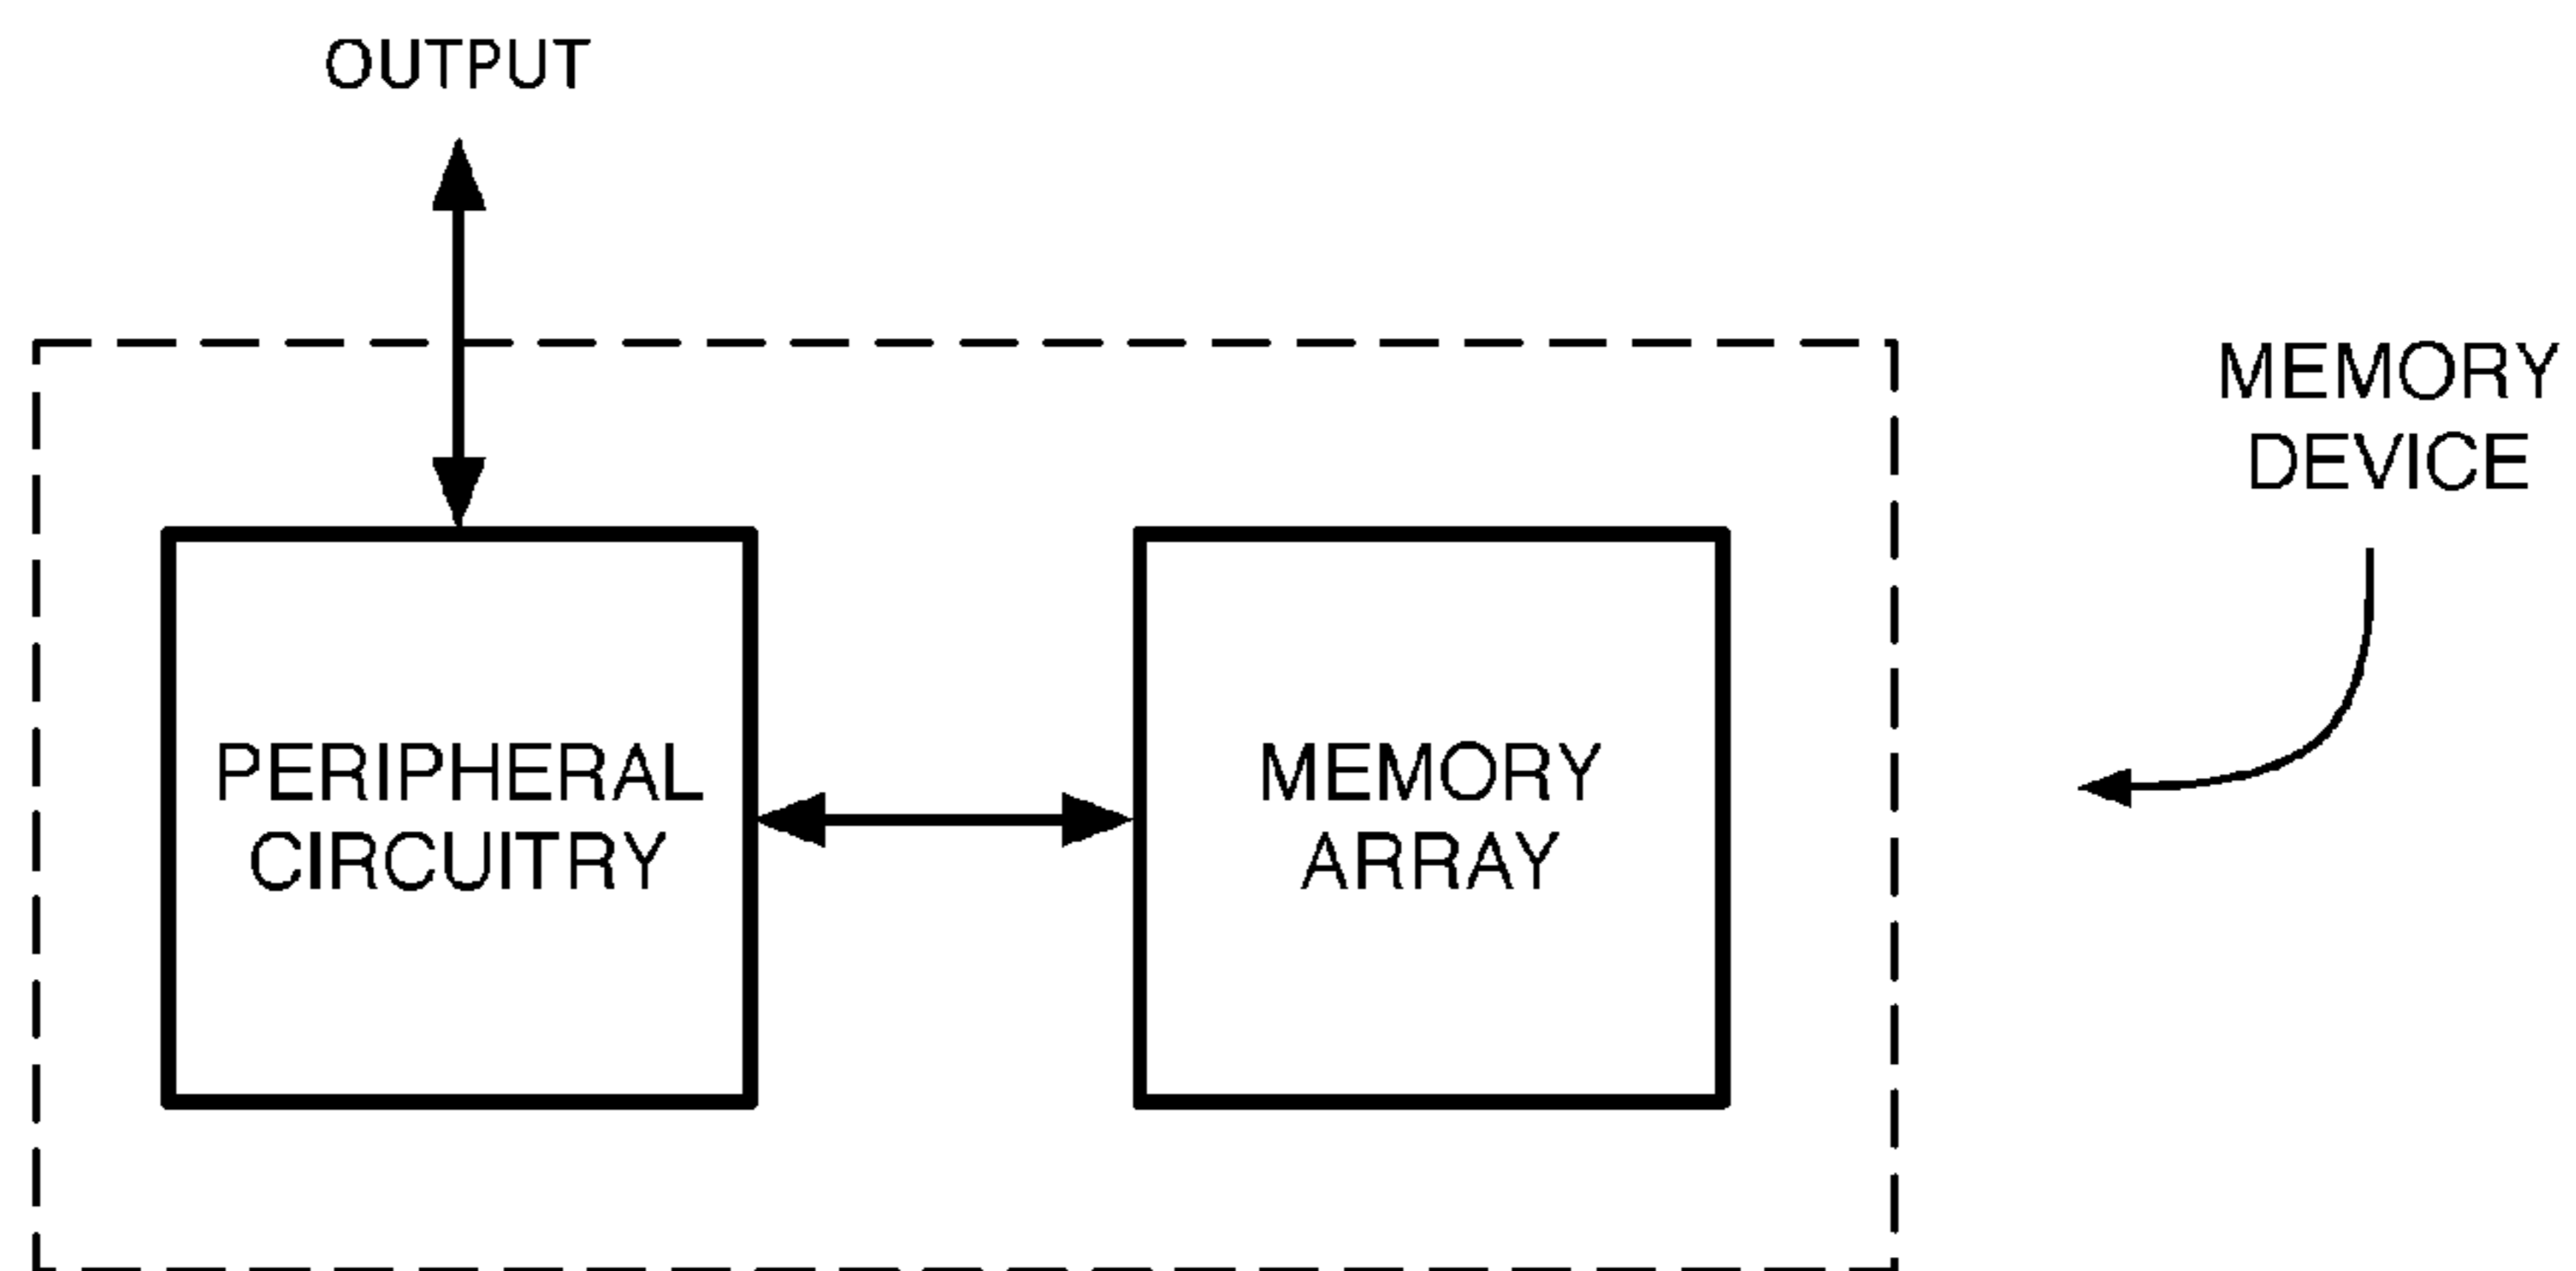 OUTPUT
MEMORY
DEVICE
PERIPHERAL
CIRCUITRY
MEMORY
ARRAY